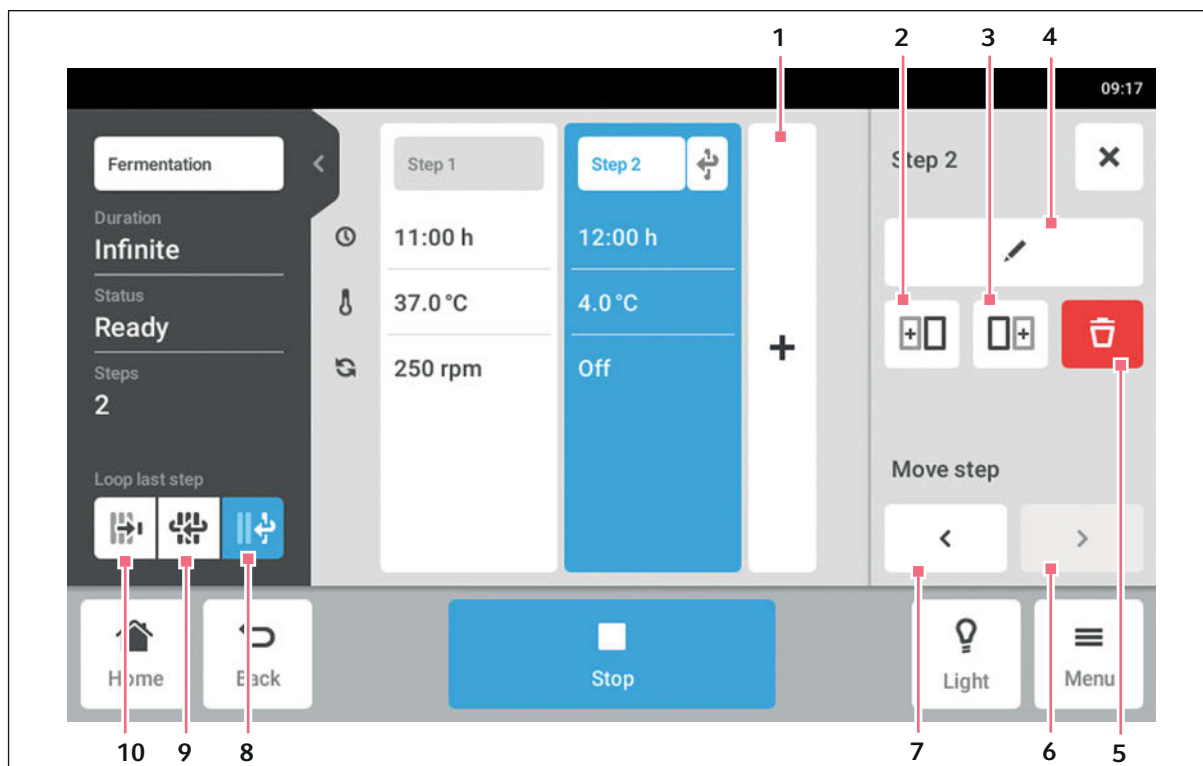 1 2 3 4
09:17
Fermentation
Duration
Infinite
Status
Ready
Steps
2
Loop last step
Step 1
11:00 h
37.0 °C
250 rpm
Step 2
12:00 h
4.0 °C
Off
+
Step 2
Move step
Home
Back
Stop
Light
Menu
10 9 8 7 6 5